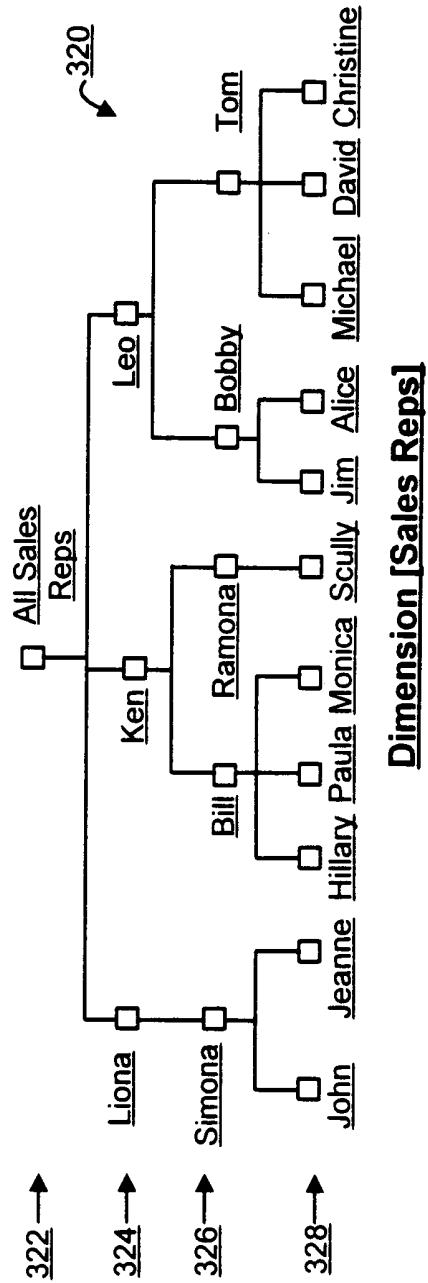 320
322
All Sales
Reps
324
Liona
Ken
Leo
326
Simona
Bill
Ramona
Bobby
Tom
328
John
Jeanne
Hillary
Paula
Monica
Scully
Jim
Alice
Michael
David
Christine
Dimension [Sales Reps]